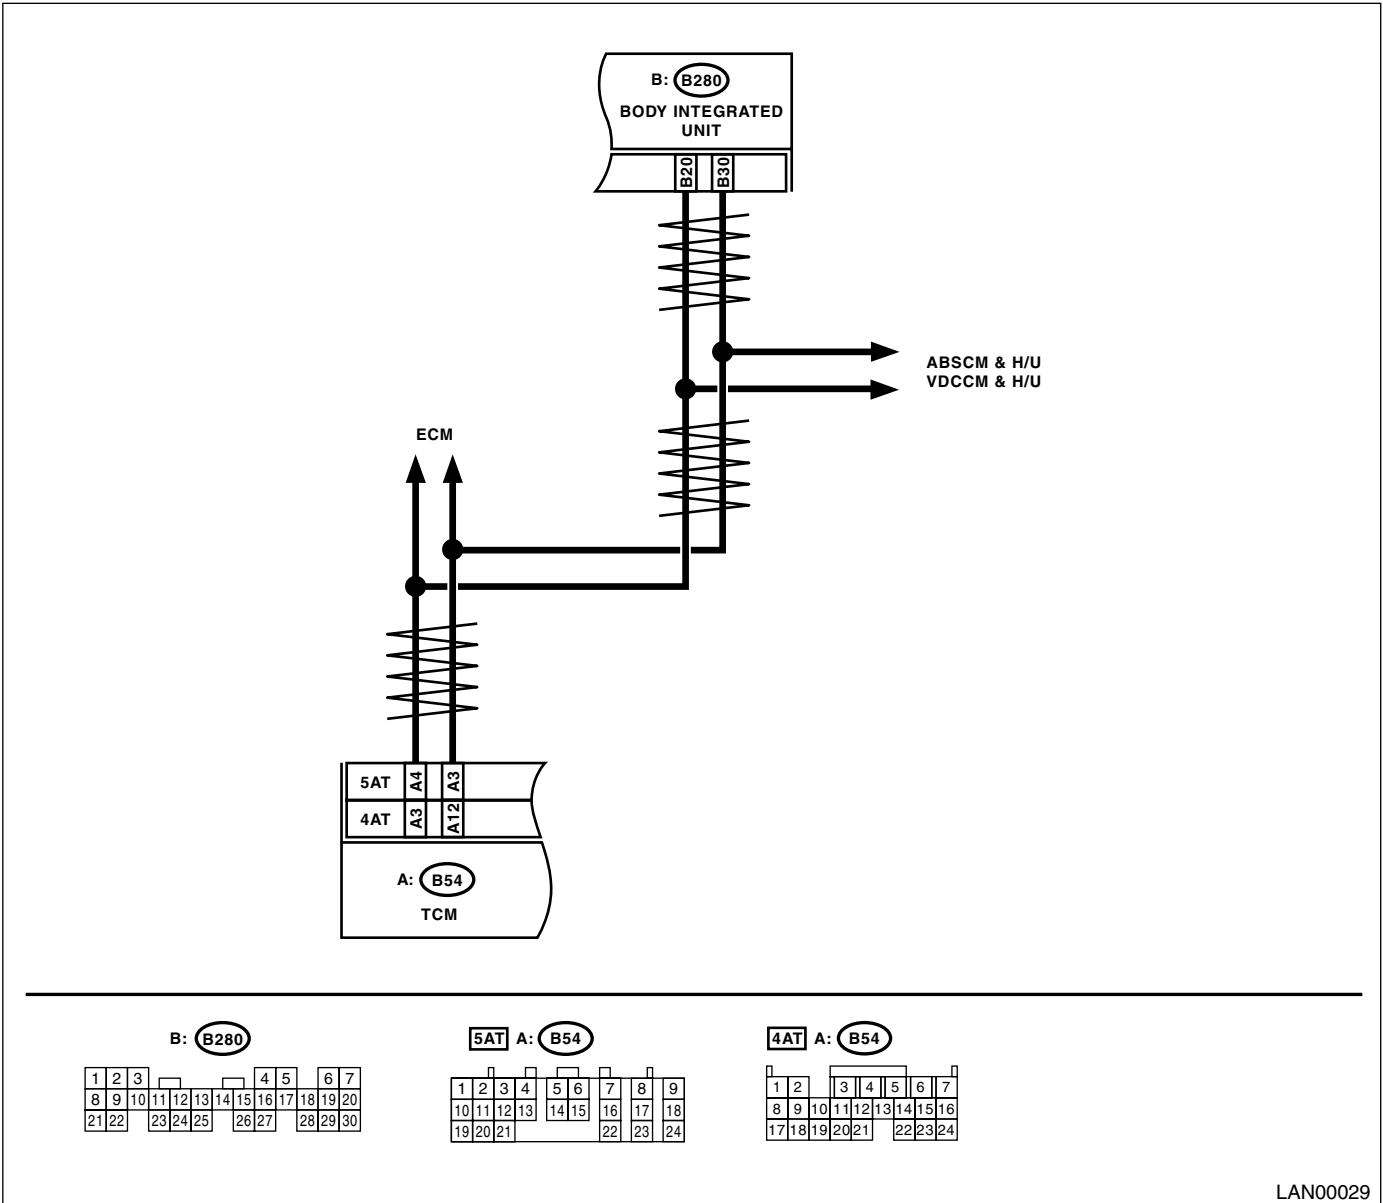 B: B280
BODY INTEGRATED
UNIT
B20 B30
ABSCM & H/U
VDCCM & H/U
ECM
5AT A4 A3
4AT A3 A12
A: B54
TCM
B: B280
1 2 3 4 5 6 7
8 9 10 11 12 13 14 15 16 17 18 19 20
21 22 23 24 25 26 27 28 29 30
5AT A: B54
1 2 3 4 5 6 7 8 9
10 11 12 13 14 15 16 17 18
19 20 21 22 23 24
4AT A: B54
1 2 3 4 5 6 7
8 9 10 11 12 13 14 15 16
17 18 19 20 21 22 23 24
LAN00029